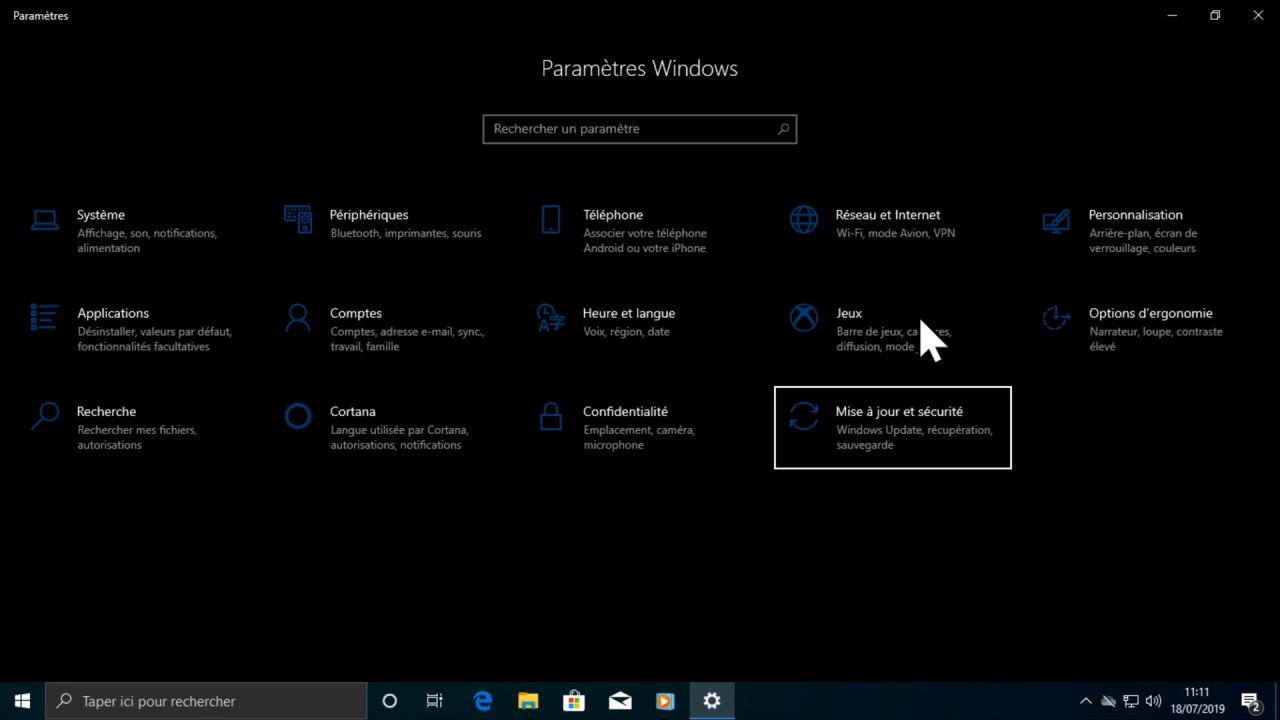 Paramètres
Paramètres Windows
Rechercher un paramètre
Système
Affichage, son, notifications,
alimentation
Périphériques
Bluetooth, imprimantes, souris
Téléphone
Associer votre téléphone
Android ou votre iPhone
Réseau et Internet
Wi-Fi, mode Avion, VPN
Personnalisation
Arrière-plan, écran de
verrouillage, couleurs
Applications
Désinstaller, valeurs par défaut,
fonctionnalités facultatives
Comptes
Comptes, adresse e-mail, sync.,
travail, famille
Heure et langue
Voix, région, date
Jeux
Barre de jeux,
diffusion, mode
Options d'ergonomie
Narrateur, loupe, contraste
élevé
Recherche
Rechercher mes fichiers,
autorisations
Cortana
Langue utilisée par Cortana,
autorisations, notifications
Confidentialité
Emplacement, caméra,
microphone
Mise à jour et sécurité
Windows Update, récupération,
sauvegarde
Taper ici pour rechercher
11:11
18/07/2019
2